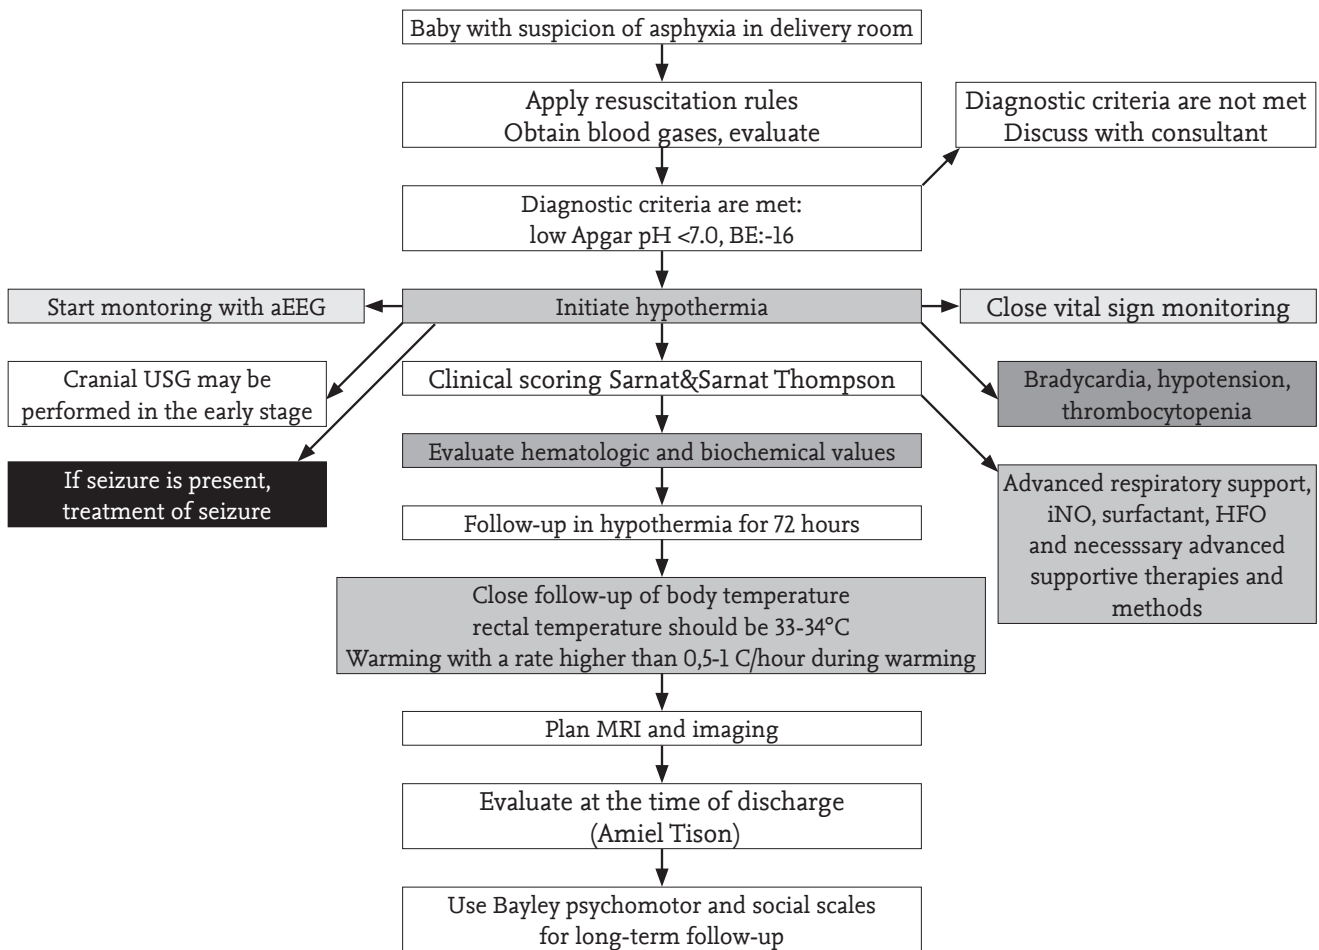 Baby with suspicion of asphyxia in delivery room
Apply resuscitation rules
Obtain blood gases, evaluate
Diagnostic criteria are not met
Discuss with consultant
Diagnostic criteria are met:
low Apgar pH <7.0, BE:-16
Start montoring with aEEG
Initiate hypothermia
Close vital sign monitoring
Cranial USG may be
performed in the early stage
Clinical scoring Sarnat&Sarnat Thompson
Bradycardia, hypotension,
thrombocytopenia
Evaluate hematologic and biochemical values
If seizure is present,
treatment of seizure
Advanced respiratory support,
iNO, surfactant, HFO
and necesssary advanced
supportive therapies and
methods
Follow-up in hypothermia for 72 hours
Close follow-up of body temperature
rectal temperature should be 33-34°C
Warming with a rate higher than 0,5-1 C/hour during warming
Plan MRI and imaging
Evaluate at the time of discharge
(Amiel Tison)
Use Bayley psychomotor and social scales
for long-term follow-up